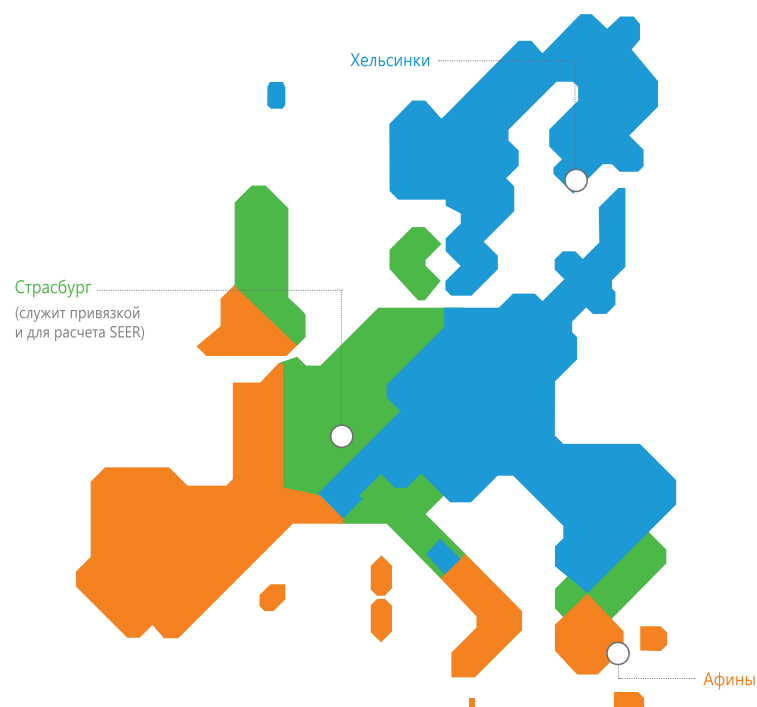 Хельсинки
Страсбург
(служит привязкой
и для расчета SEER)
Афины